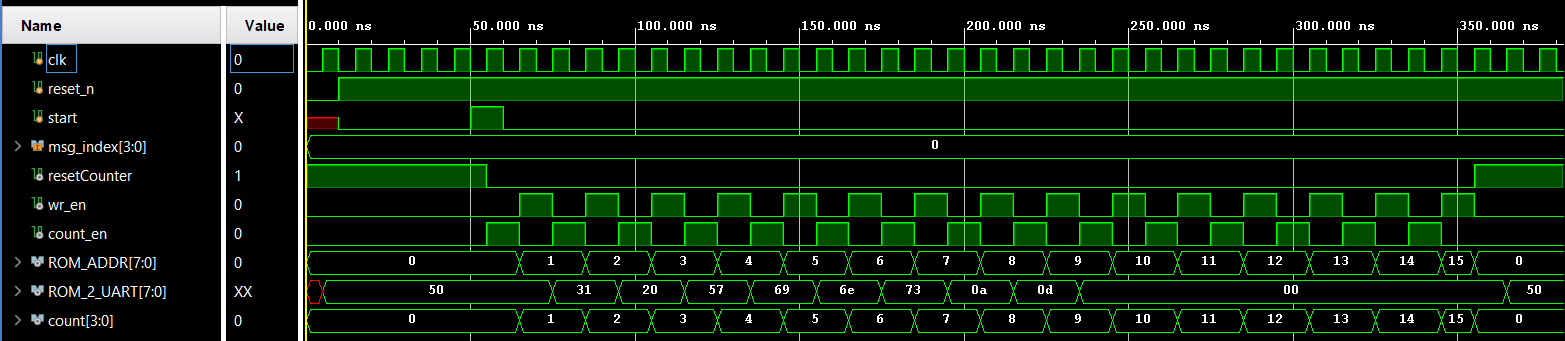 Name Value 0.000 ns 50.000 ns 100.000 ns 150.000 ns 200.000 ns 250.000 ns 300.000 ns 350.000 ns
clk 0
reset_n 0
start X
msg_index[3:0] 0 0
resetCounter 1
wr_en 0
count_en 0
ROM_ADDR[7:0] 0 0 1 2 3 4 5 6 7 8 9 10 11 12 13 14 15 0
ROM_2_UART[7:0] XX 50 31 20 57 69 6e 73 0a 0d 00 50
count[3:0] 0 0 1 2 3 4 5 6 7 8 9 10 11 12 13 14 15 0